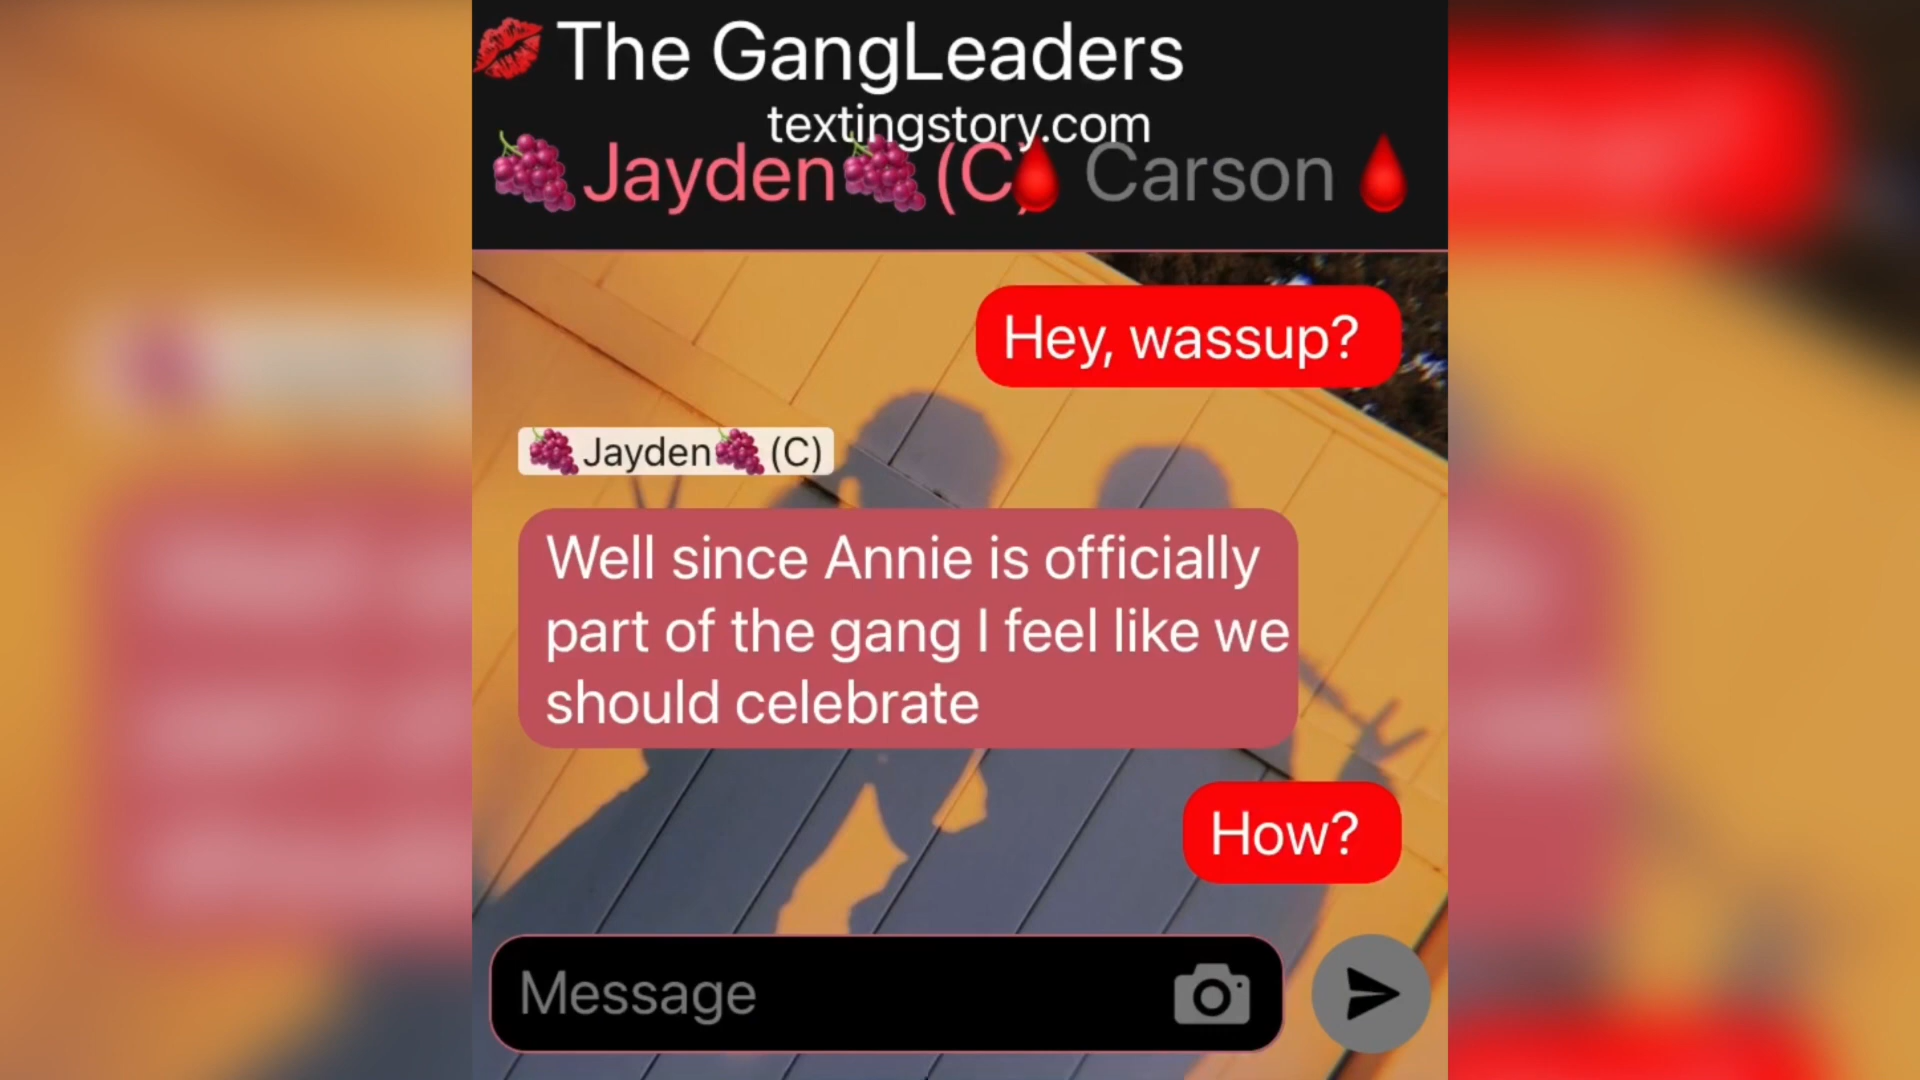 💋The GangLeaders
textingstory.com
🍇Jayden🍇(C)
🩸Carson🩸
Hey, wassup?
🍇Jayden🍇(C)
Well since Annie is officially
part of the gang I feel like we
should celebrate
How?
Message